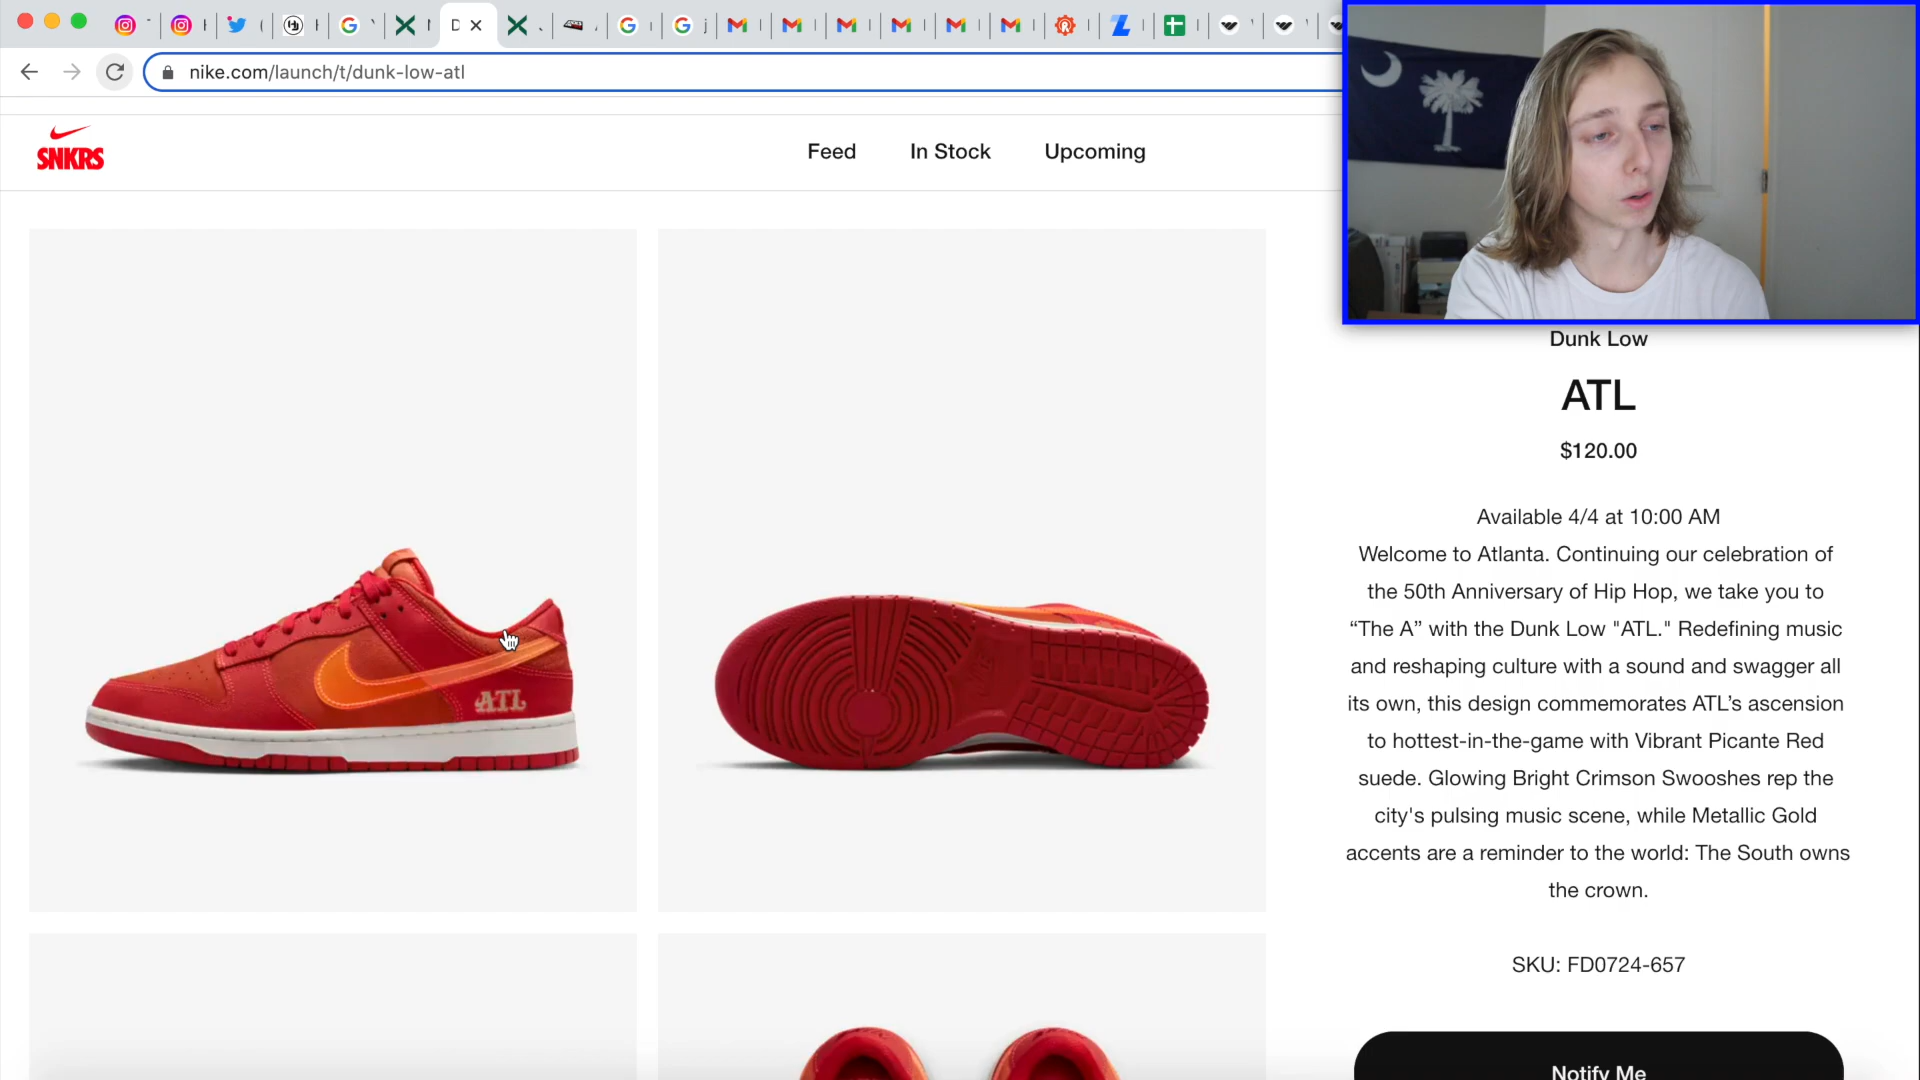 nike.com/launch/t/dunk-low-atl
SNKRS
Feed
In Stock
Upcoming
ATL
Dunk Low
ATL
$120.00
Available 4/4 at 10:00 AM
Welcome to Atlanta. Continuing our celebration of
the 50th Anniversary of Hip Hop, we take you to
“The A” with the Dunk Low "ATL." Redefining music
and reshaping culture with a sound and swagger all
its own, this design commemorates ATL’s ascension
to hottest-in-the-game with Vibrant Picante Red
suede. Glowing Bright Crimson Swooshes rep the
city's pulsing music scene, while Metallic Gold
accents are a reminder to the world: The South owns
the crown.
SKU: FD0724-657
Notify Me